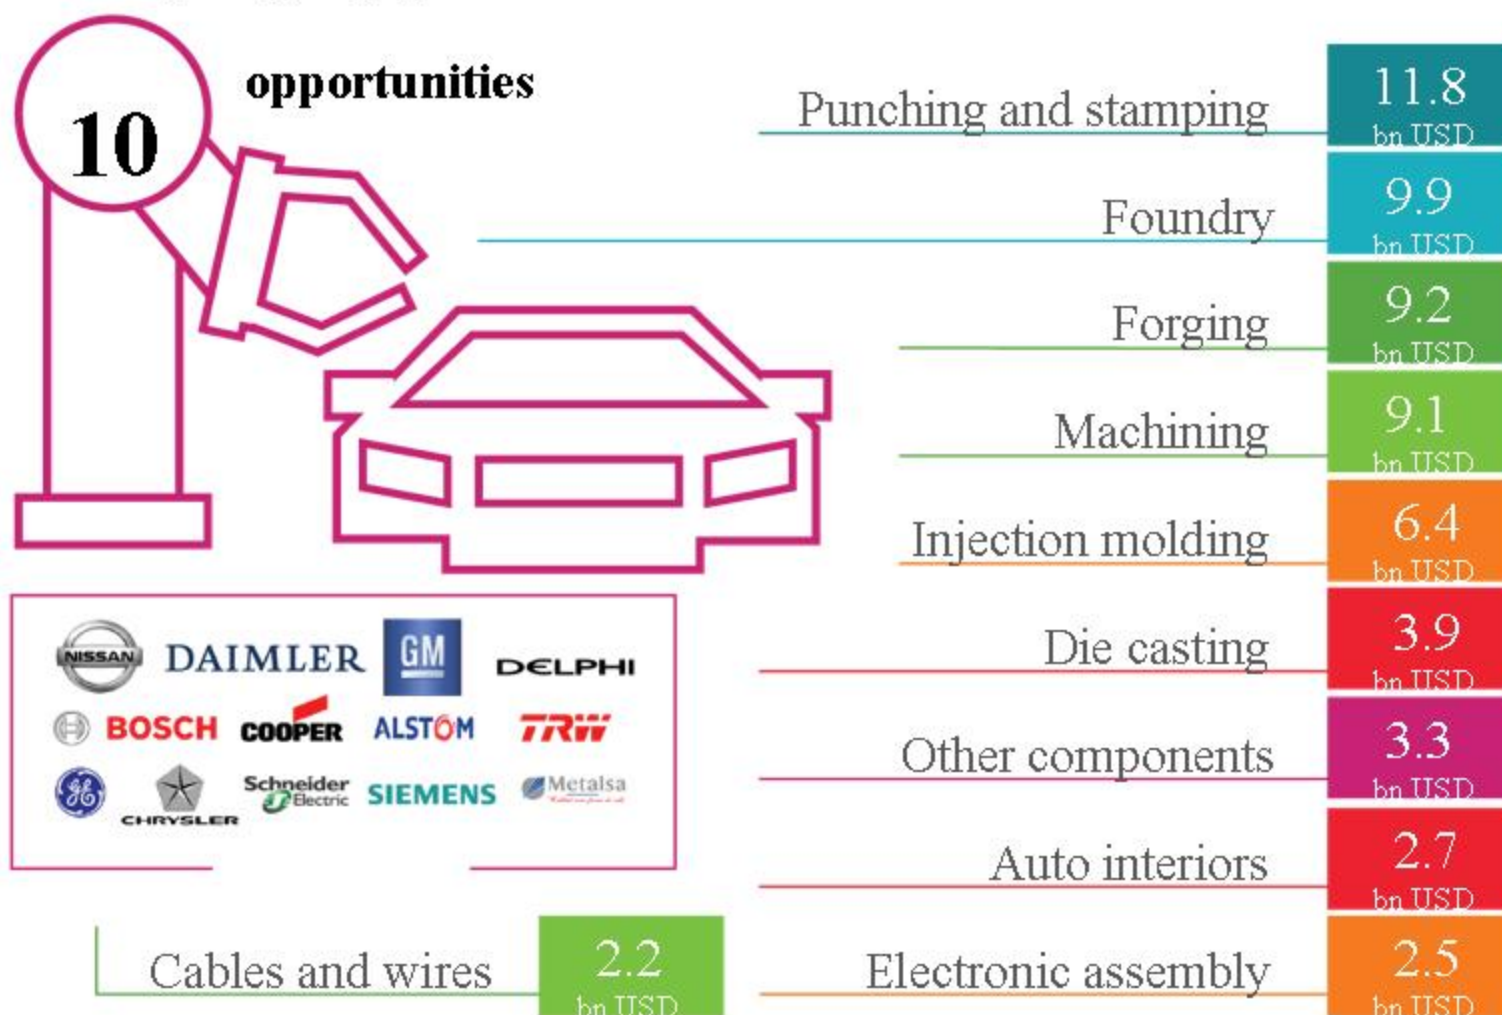 10
opportunities
Punching and stamping
11.8
bn USD
Foundry
9.9
bn USD
Forging
9.2
bn USD
Machining
9.1
bn USD
Injection molding
6.4
bn USD
Die casting
3.9
bn USD
Other components
3.3
bn USD
Auto interiors
2.7
bn USD
Electronic assembly
2.5
bn USD
Cables and wires
2.2
bn USD
NISSAN DAIMLER GM DELPHI
BOSCH COOPER ALSTOM TRW
GE CHRYSLER Schneider Electric SIEMENS Metalsa